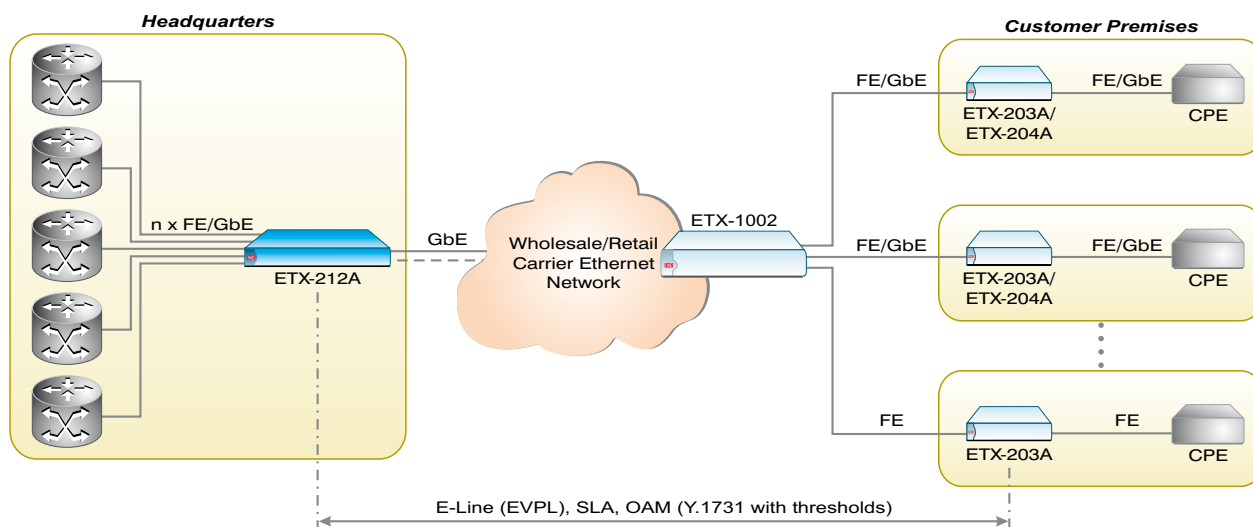 Headquarters
Customer Premises
n x FE/GbE
ETX-212A
GbE
Wholesale/Retail
Carrier Ethernet
Network
ETX-1002
FE/GbE
ETX-203A/
ETX-204A
FE/GbE
CPE
FE/GbE
ETX-203A/
ETX-204A
FE/GbE
CPE
FE
ETX-203A
FE
CPE
E-Line (EVPL), SLA, OAM (Y.1731 with thresholds)